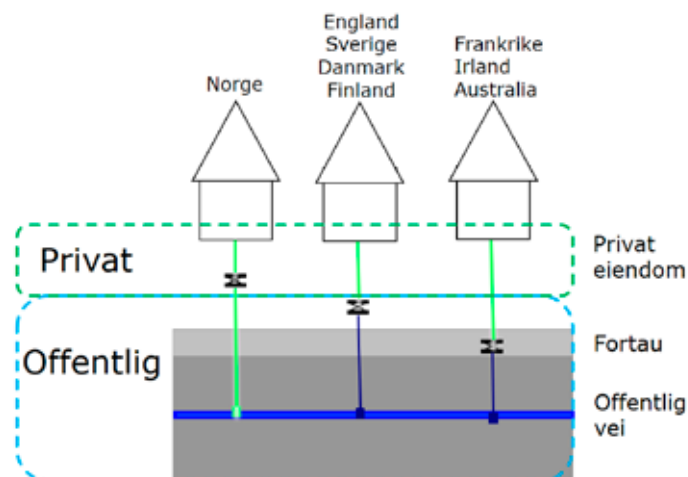 Norge
England
Sverige
Danmark
Finland
Frankrike
Irland
Australia
Privat
Privat
eiendom
Offentlig
Fortau
Offentlig
vei